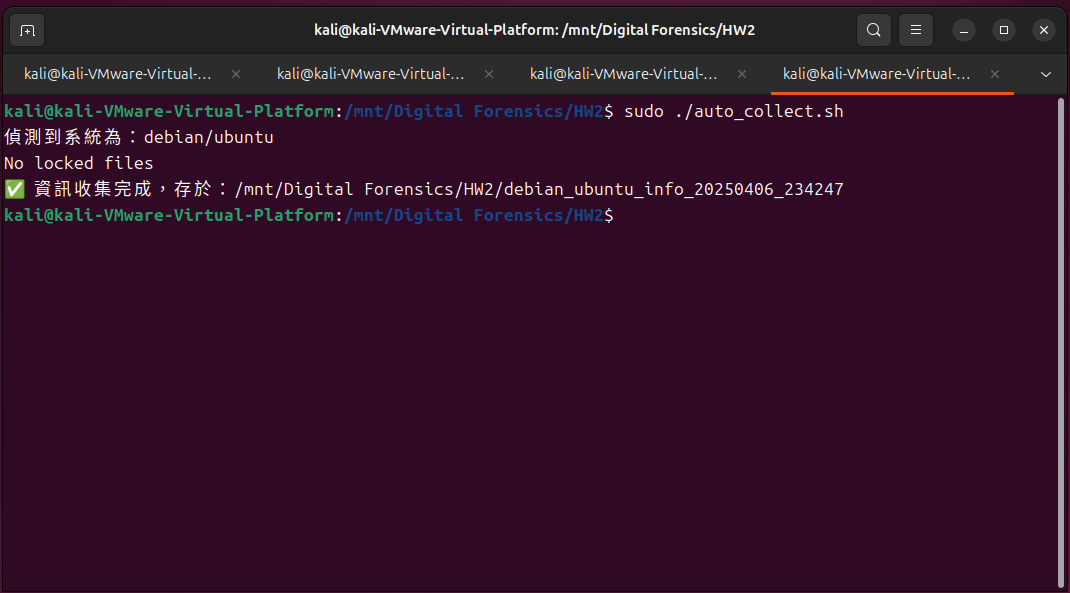 kali@kali-VMware-Virtual-Platform: /mnt/Digital Forensics/HW2
kali@kali-VMware-Virtual-... kali@kali-VMware-Virtual-... kali@kali-VMware-Virtual-... kali@kali-VMware-Virtual-...
kali@kali-VMware-Virtual-Platform:/mnt/Digital Forensics/HW2$ sudo ./auto_collect.sh
偵測到系統為：debian/ubuntu
No locked files
✅ 資訊收集完成，存於：/mnt/Digital Forensics/HW2/debian_ubuntu_info_20250406_234247
kali@kali-VMware-Virtual-Platform:/mnt/Digital Forensics/HW2$